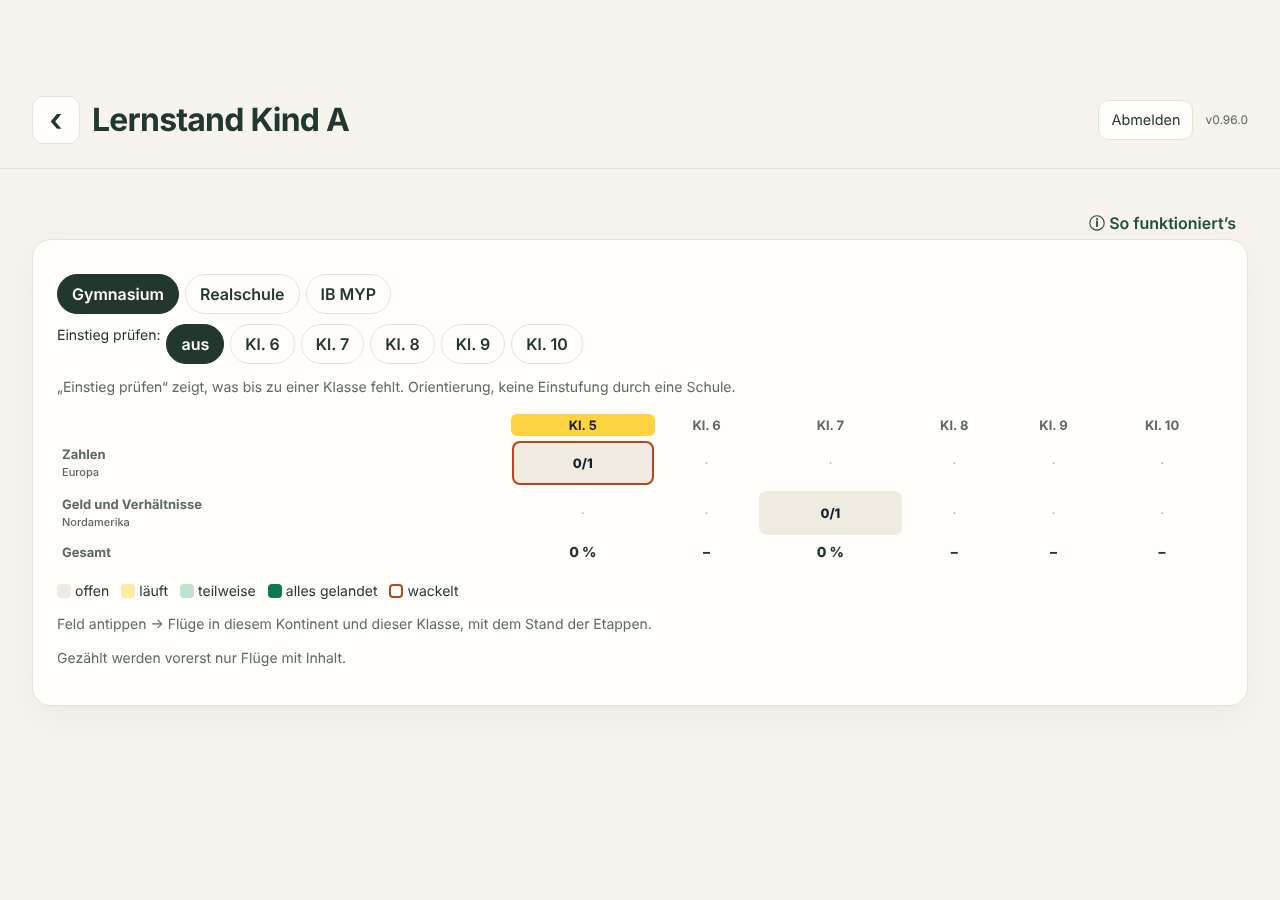 ‹ Lernstand Kind A Abmelden v0.96.0
ⓘ So funktioniert’s
Gymnasium Realschule IB MYP
Einstieg prüfen: aus Kl. 6 Kl. 7 Kl. 8 Kl. 9 Kl. 10
„Einstieg prüfen“ zeigt, was bis zu einer Klasse fehlt. Orientierung, keine Einstufung durch eine Schule.
Kl. 5 Kl. 6 Kl. 7 Kl. 8 Kl. 9 Kl. 10
Zahlen
Europa
0/1 · · · · ·
Geld und Verhältnisse
Nordamerika
· · 0/1 · · ·
Gesamt 0 % – 0 % – – –
offen läuft teilweise alles gelandet wackelt
Feld antippen → Flüge in diesem Kontinent und dieser Klasse, mit dem Stand der Etappen.
Gezählt werden vorerst nur Flüge mit Inhalt.